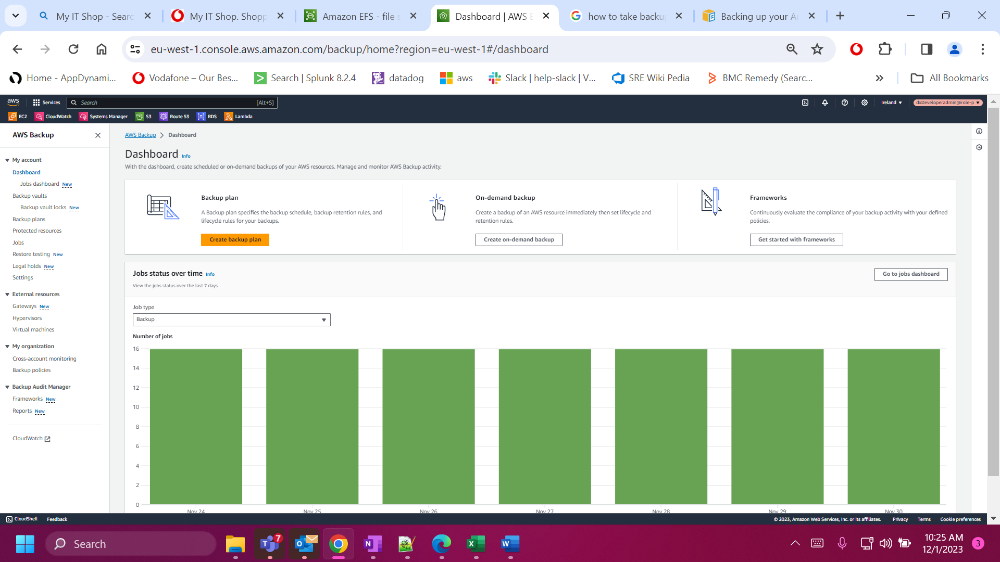 My IT Shop - Searc
My IT Shop. Shopp
Amazon EFS - file s
Dashboard | AWS E
how to take backu
Backing up your A
eu-west-1.console.aws.amazon.com/backup/home?region=eu-west-1#/dashboard
Home - AppDynami...
Vodafone – Our Bes...
Search | Splunk 8.2.4
datadog
aws
Slack | help-slack | V...
SRE Wiki Pedia
BMC Remedy (Searc...
All Bookmarks
aws
Services
Search
[Alt+S]
Ireland
dxDeveloperadmin@role-p
EC2
CloudWatch
Systems Manager
S3
Route 53
RDS
Lambda
AWS Backup
My account
Dashboard
Jobs dashboard New
Backup vaults
Backup vault locks New
Backup plans
Protected resources
Jobs
Restore testing New
Legal holds New
Settings
External resources
Gateways New
Hypervisors
Virtual machines
My organization
Cross-account monitoring
Backup policies
Backup Audit Manager
Frameworks New
Reports New
CloudWatch
AWS Backup > Dashboard
Dashboard Info
With the dashboard, create scheduled or on-demand backups of your AWS resources. Manage and monitor AWS Backup activity.
Backup plan
A Backup plan specifies the backup schedule, backup retention rules, and
lifecycle rules for your backups.
Create backup plan
On-demand backup
Create a backup of an AWS resource immediately then set lifecycle and
retention rules.
Create on-demand backup
Frameworks
Continuously evaluate the compliance of your backup activity with your defined
policies.
Get started with frameworks
Jobs status over time Info
View the jobs status over the last 7 days.
Go to jobs dashboard
Job type
Backup
Number of jobs
16
14
12
10
8
6
4
2
0
Nov 24
Nov 25
Nov 26
Nov 27
Nov 28
Nov 29
Nov 30
CloudShell
Feedback
© 2023, Amazon Web Services, Inc. or its affiliates.
Privacy
Terms
Cookie preferences
Search
7
10:25 AM
12/1/2023
3